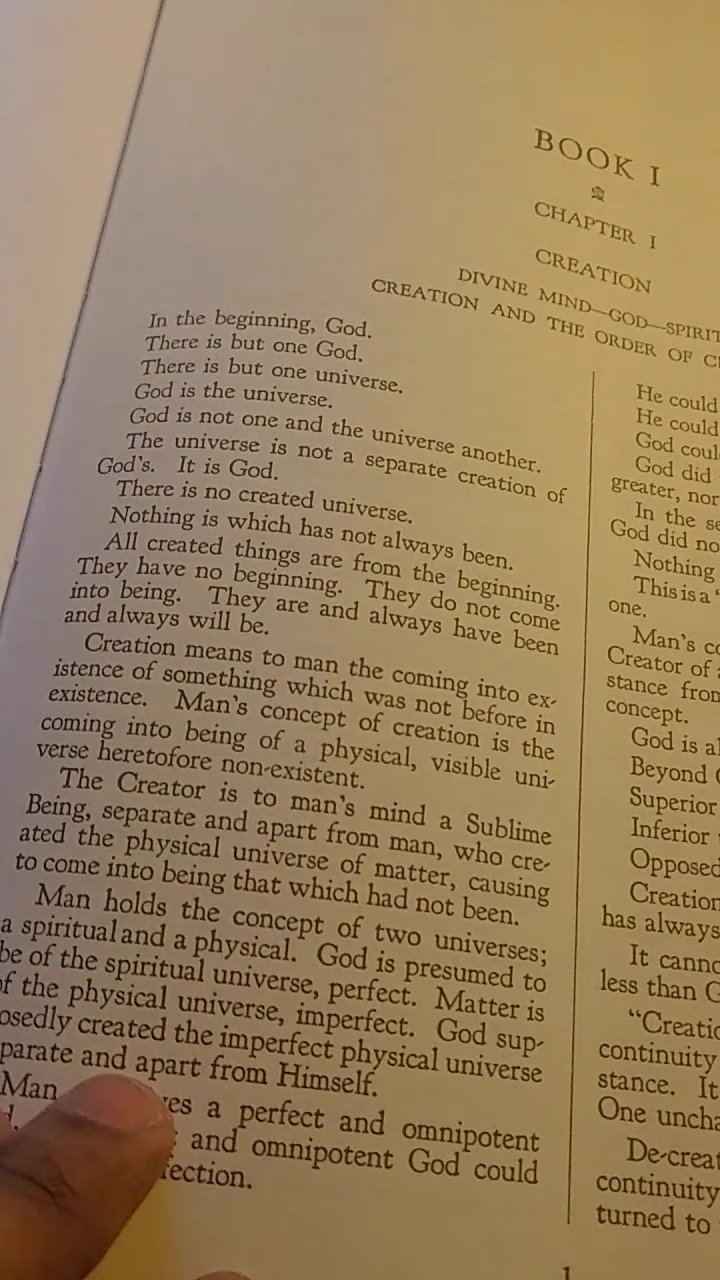 BOOK I
CHAPTER I
CREATION
DIVINE MIND—GOD—SPIRIT
CREATION AND THE ORDER OF
In the beginning, God.
There is but one God.
There is but one universe.
God is the universe.
God is not one and the universe another.
The universe is not a separate creation of
God's. It is God.
There is no created universe.
Nothing is which has not always been.
All created things are from the beginning.
They have no beginning. They do not come
into being. They are and always have been
and always will be.
Creation means to man the coming into ex-
istence of something which was not before in
existence. Man's concept of creation is the
coming into being of a physical, visible uni-
verse heretofore non-existent.
The Creator is to man's mind a Sublime
Being, separate and apart from man, who cre-
ated the physical universe of matter, causing
to come into being that which had not been.
Man holds the concept of two universes;
a spiritual and a physical. God is presumed to
be of the spiritual universe, perfect. Matter is
of the physical universe, imperfect. God sup-
osedly created the imperfect physical universe
parate and apart from Himself.
Man ves a perfect and omnipotent
d. and omnipotent God could
fection.
He could
He could
God coul
God did
greater, nor
In the se
God did no
Nothing
This is a
one.
Man's co
Creator of
stance from
concept.
God is al
Beyond
Superior
Inferior
Opposed
Creation
has always
It canno
less than G
"Creatio
continuity
stance. It
One uncha
De-creat
continuity
turned to
1